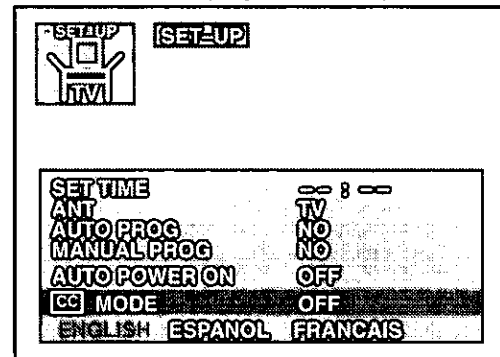 SET-UP SET-UP
TV
SET TIME -- : --
ANT TV
AUTO PROG NO
MANUAL PROG NO
AUTO POWER ON OFF
CC MODE OFF
ENGLISH ESPANOL FRANCAIS